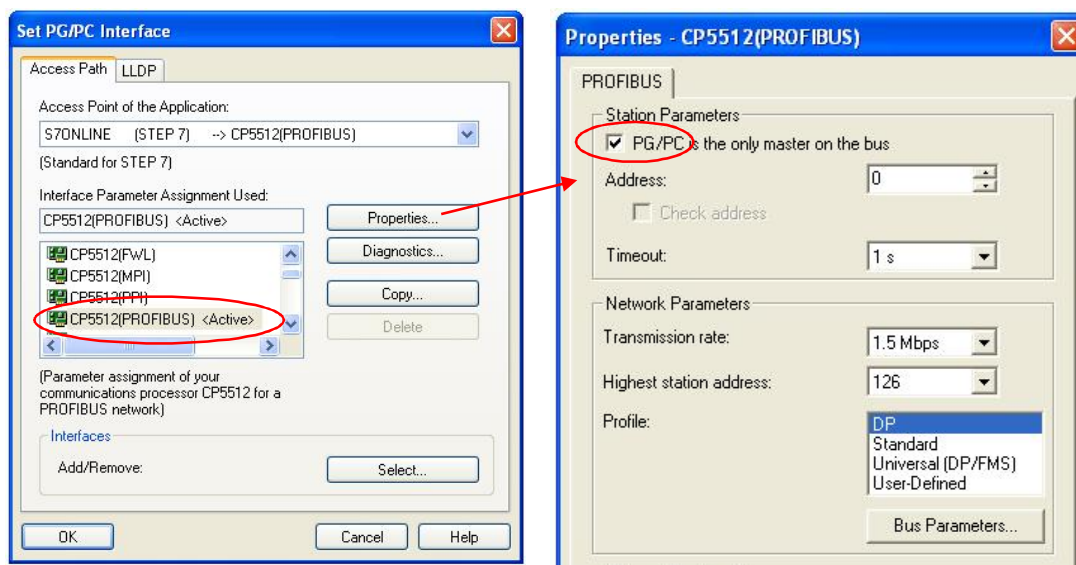 Set PG/PC Interface
Access Path LLDP
Access Point of the Application:
S7ONLINE (STEP 7) --> CP5512(PROFIBUS)
(Standard for STEP 7)
Interface Parameter Assignment Used:
CP5512(PROFIBUS) <Active>
Properties...
CP5512(FWL)
CP5512(MPI)
CP5512(PPI)
CP5512(PROFIBUS) <Active>
Diagnostics...
Copy...
Delete
(Parameter assignment of your
communications processor CP5512 for a
PROFIBUS network)
Interfaces
Add/Remove:
Select...
OK
Cancel
Help
Properties - CP5512(PROFIBUS)
PROFIBUS
Station Parameters
PG/PC is the only master on the bus
Address: 0
Check address
Timeout: 1 s
Network Parameters
Transmission rate: 1.5 Mbps
Highest station address: 126
Profile: DP
Standard
Universal (DP/FMS)
User-Defined
Bus Parameters...